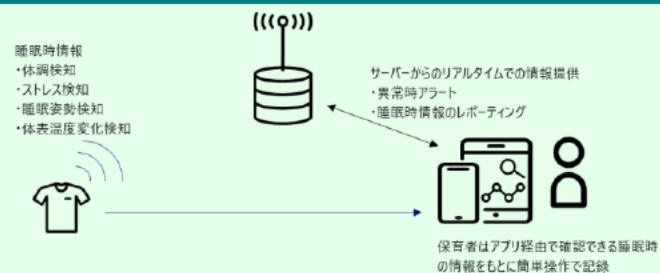 睡眠時情報
・体調検知
・ストレス検知
・睡眠姿勢検知
・体表温度変化検知
サーバーからのリアルタイムでの情報提供
・異常時アラート
・睡眠時情報のレポーティング
保育者はアプリ経由で確認できる睡眠時
の情報をもとに簡単操作で記録